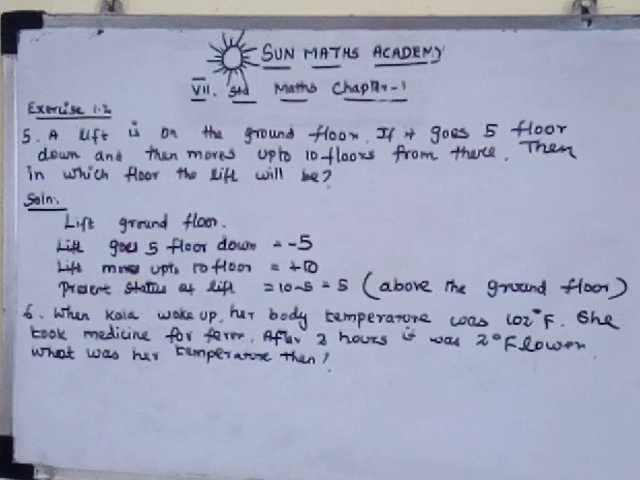 SUN MATHS ACADEMY
VII. Std Maths Chapter-1
Exercise 1.2
5. A lift is on the ground floor. If it goes 5 floor
down and then moves upto 10 floors from there. Then
in which floor the lift will be?
Soln.
Lift ground floor.
Lift goes 5 floor down = -5
Lift moves upto 10 floor = +10
Present status of lift = 10-5 = 5 (above the ground floor)
6. When Kala woke up, her body temperature was 102°F. She
took medicine for fever. After 2 hours it was 2°F lower.
What was her temperature then?